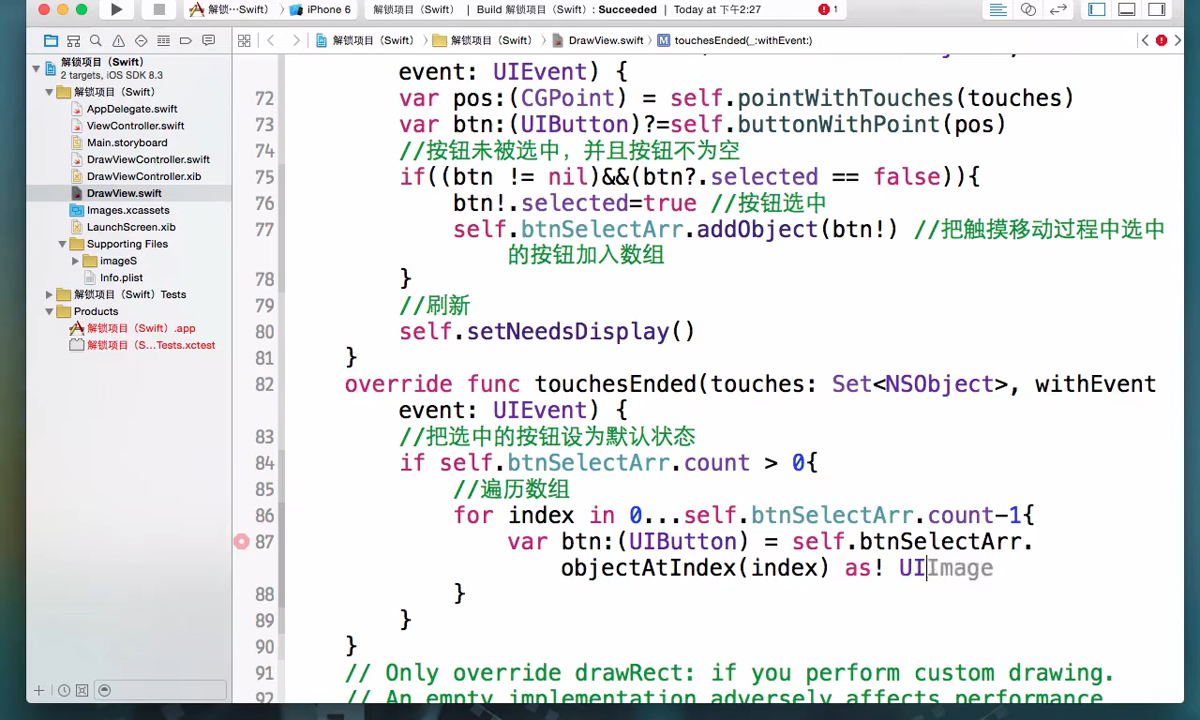 解锁…Swift） iPhone 6 解锁项目（Swift） | Build 解锁项目（Swift）: Succeeded | Today at 下午2:27 1
解锁项目（Swift） 解锁项目（Swift） DrawView.swift touchesEnded(_:withEvent:)
解锁项目（Swift）
2 targets, iOS SDK 8.3
解锁项目（Swift）
AppDelegate.swift
ViewController.swift
Main.storyboard
DrawViewController.swift
DrawViewController.xib
DrawView.swift
Images.xcassets
LaunchScreen.xib
Supporting Files
imageS
Info.plist
解锁项目（Swift）Tests
Products
解锁项目（Swift）.app
解锁项目（S…Tests.xctest
event: UIEvent) {
72 var pos:(CGPoint) = self.pointWithTouches(touches)
73 var btn:(UIButton)?=self.buttonWithPoint(pos)
74 //按钮未被选中，并且按钮不为空
75 if((btn != nil)&&(btn?.selected == false)){
76 btn!.selected=true //按钮选中
77 self.btnSelectArr.addObject(btn!) //把触摸移动过程中选中
的按钮加入数组
78 }
79 //刷新
80 self.setNeedsDisplay()
81 }
82 override func touchesEnded(touches: Set<NSObject>, withEvent
event: UIEvent) {
83 //把选中的按钮设为默认状态
84 if self.btnSelectArr.count > 0{
85 //遍历数组
86 for index in 0...self.btnSelectArr.count-1{
87 var btn:(UIButton) = self.btnSelectArr.
objectAtIndex(index) as! UIImage
88 }
89 }
90 }
91 // Only override drawRect: if you perform custom drawing.
92 // An empty implementation adversely affects performance